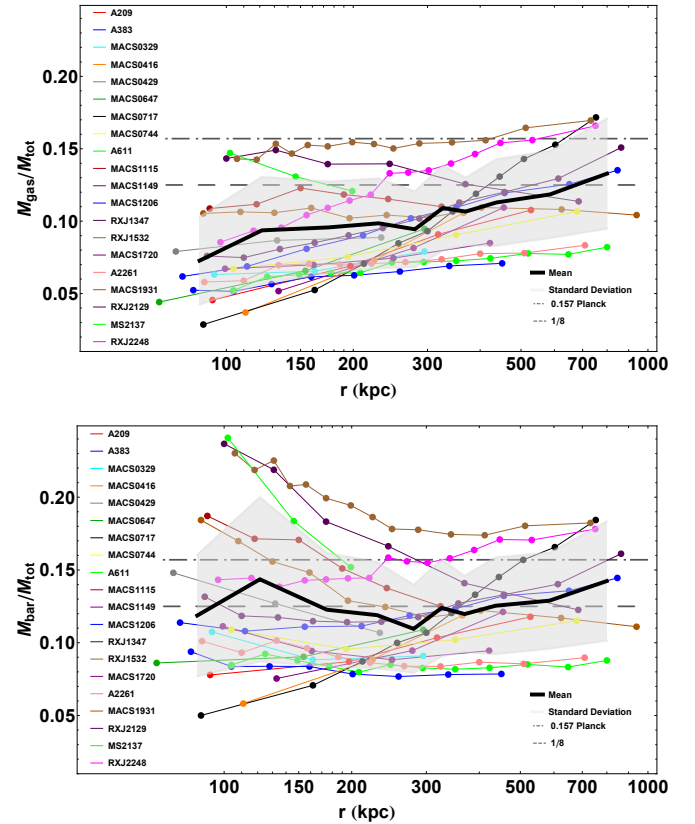 A209
A383
MACS0329
MACS0416
MACS0429
MACS0647
MACS0717
MACS0744
A611
MACS1115
MACS1149
MACS1206
RXJ1347
RXJ1532
MACS1720
A2261
MACS1931
RXJ2129
MS2137
RXJ2248
0.20
0.15
0.10
0.05
Mgas/Mtot
Mean
Standard Deviation
0.157 Planck
1/8
100 150 200 300 500 700 1000
r (kpc)
A209
A383
MACS0329
MACS0416
MACS0429
MACS0647
MACS0717
MACS0744
A611
MACS1115
MACS1149
MACS1206
RXJ1347
RXJ1532
MACS1720
A2261
MACS1931
RXJ2129
MS2137
RXJ2248
0.20
0.15
0.10
0.05
Mbar/Mtot
Mean
Standard Deviation
0.157 Planck
1/8
100 150 200 300 500 700 1000
r (kpc)